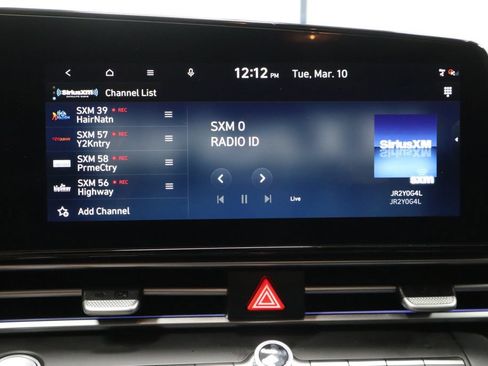 12:12 PM Tue, Mar. 10
SiriusXM Channel List
SXM 39 REC
HairNatn
SXM 57 REC
Y2Kntry
SXM 58 REC
PrmeCtry
SXM 56 REC
Highway
Add Channel
SXM 0
RADIO ID
Live
SiriusXM
JR2Y0G4L
JR2Y0G4L